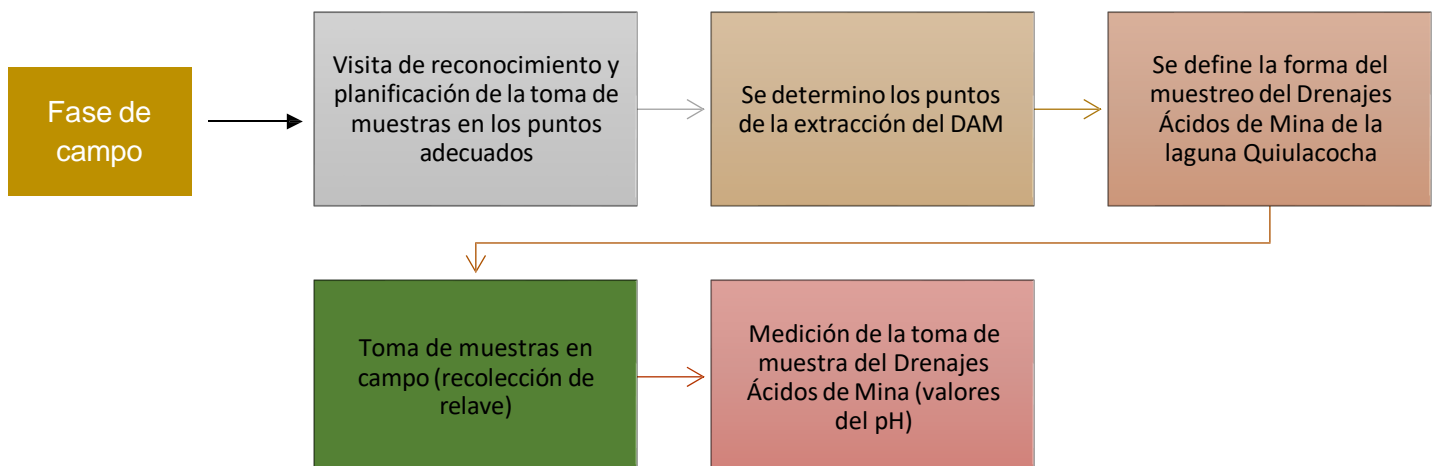 Fase de
campo
Visita de reconocimiento y
planificación de la toma de
muestras en los puntos
adecuados
Se determino los puntos
de la extracción del DAM
Se define la forma del
muestreo del Drenajes
Ácidos de Mina de la
laguna Quiulacocha
Toma de muestras en
campo (recolección de
relave)
Medición de la toma de
muestra del Drenajes
Ácidos de Mina (valores
del pH)